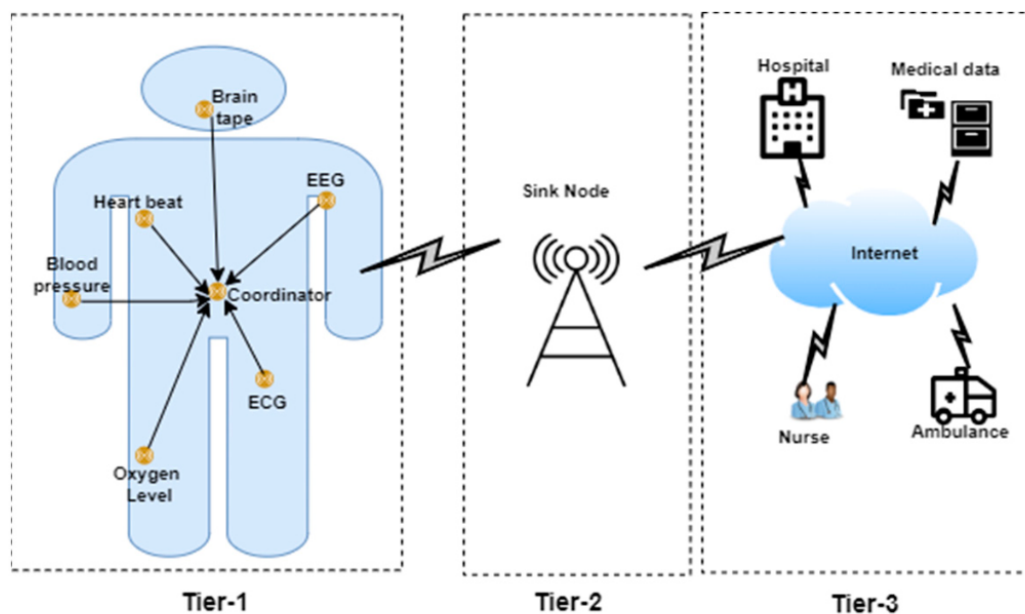 Brain
tape
EEG
Heart beat
Blood
pressure
Coordinator
ECG
Oxygen
Level
Tier-1
Sink Node
Tier-2
Hospital
Medical data
Internet
Nurse
Ambulance
Tier-3